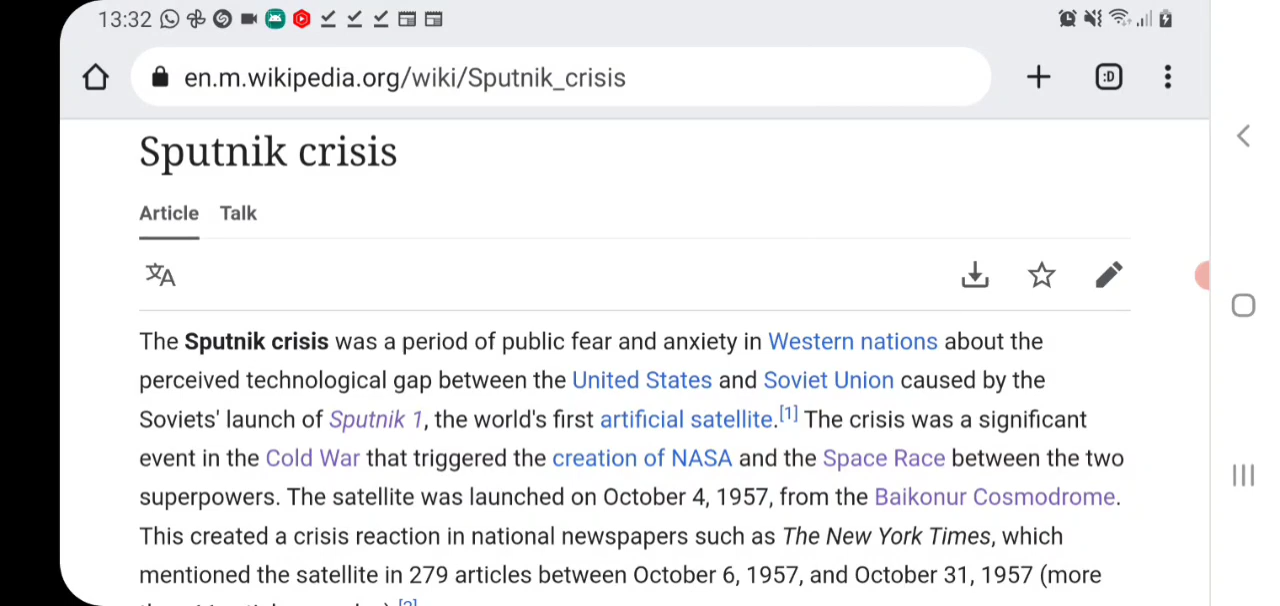 13:32
en.m.wikipedia.org/wiki/Sputnik_crisis
:D
Sputnik crisis
Article Talk
The Sputnik crisis was a period of public fear and anxiety in Western nations about the
perceived technological gap between the United States and Soviet Union caused by the
Soviets' launch of Sputnik 1, the world's first artificial satellite.[1] The crisis was a significant
event in the Cold War that triggered the creation of NASA and the Space Race between the two
superpowers. The satellite was launched on October 4, 1957, from the Baikonur Cosmodrome.
This created a crisis reaction in national newspapers such as The New York Times, which
mentioned the satellite in 279 articles between October 6, 1957, and October 31, 1957 (more